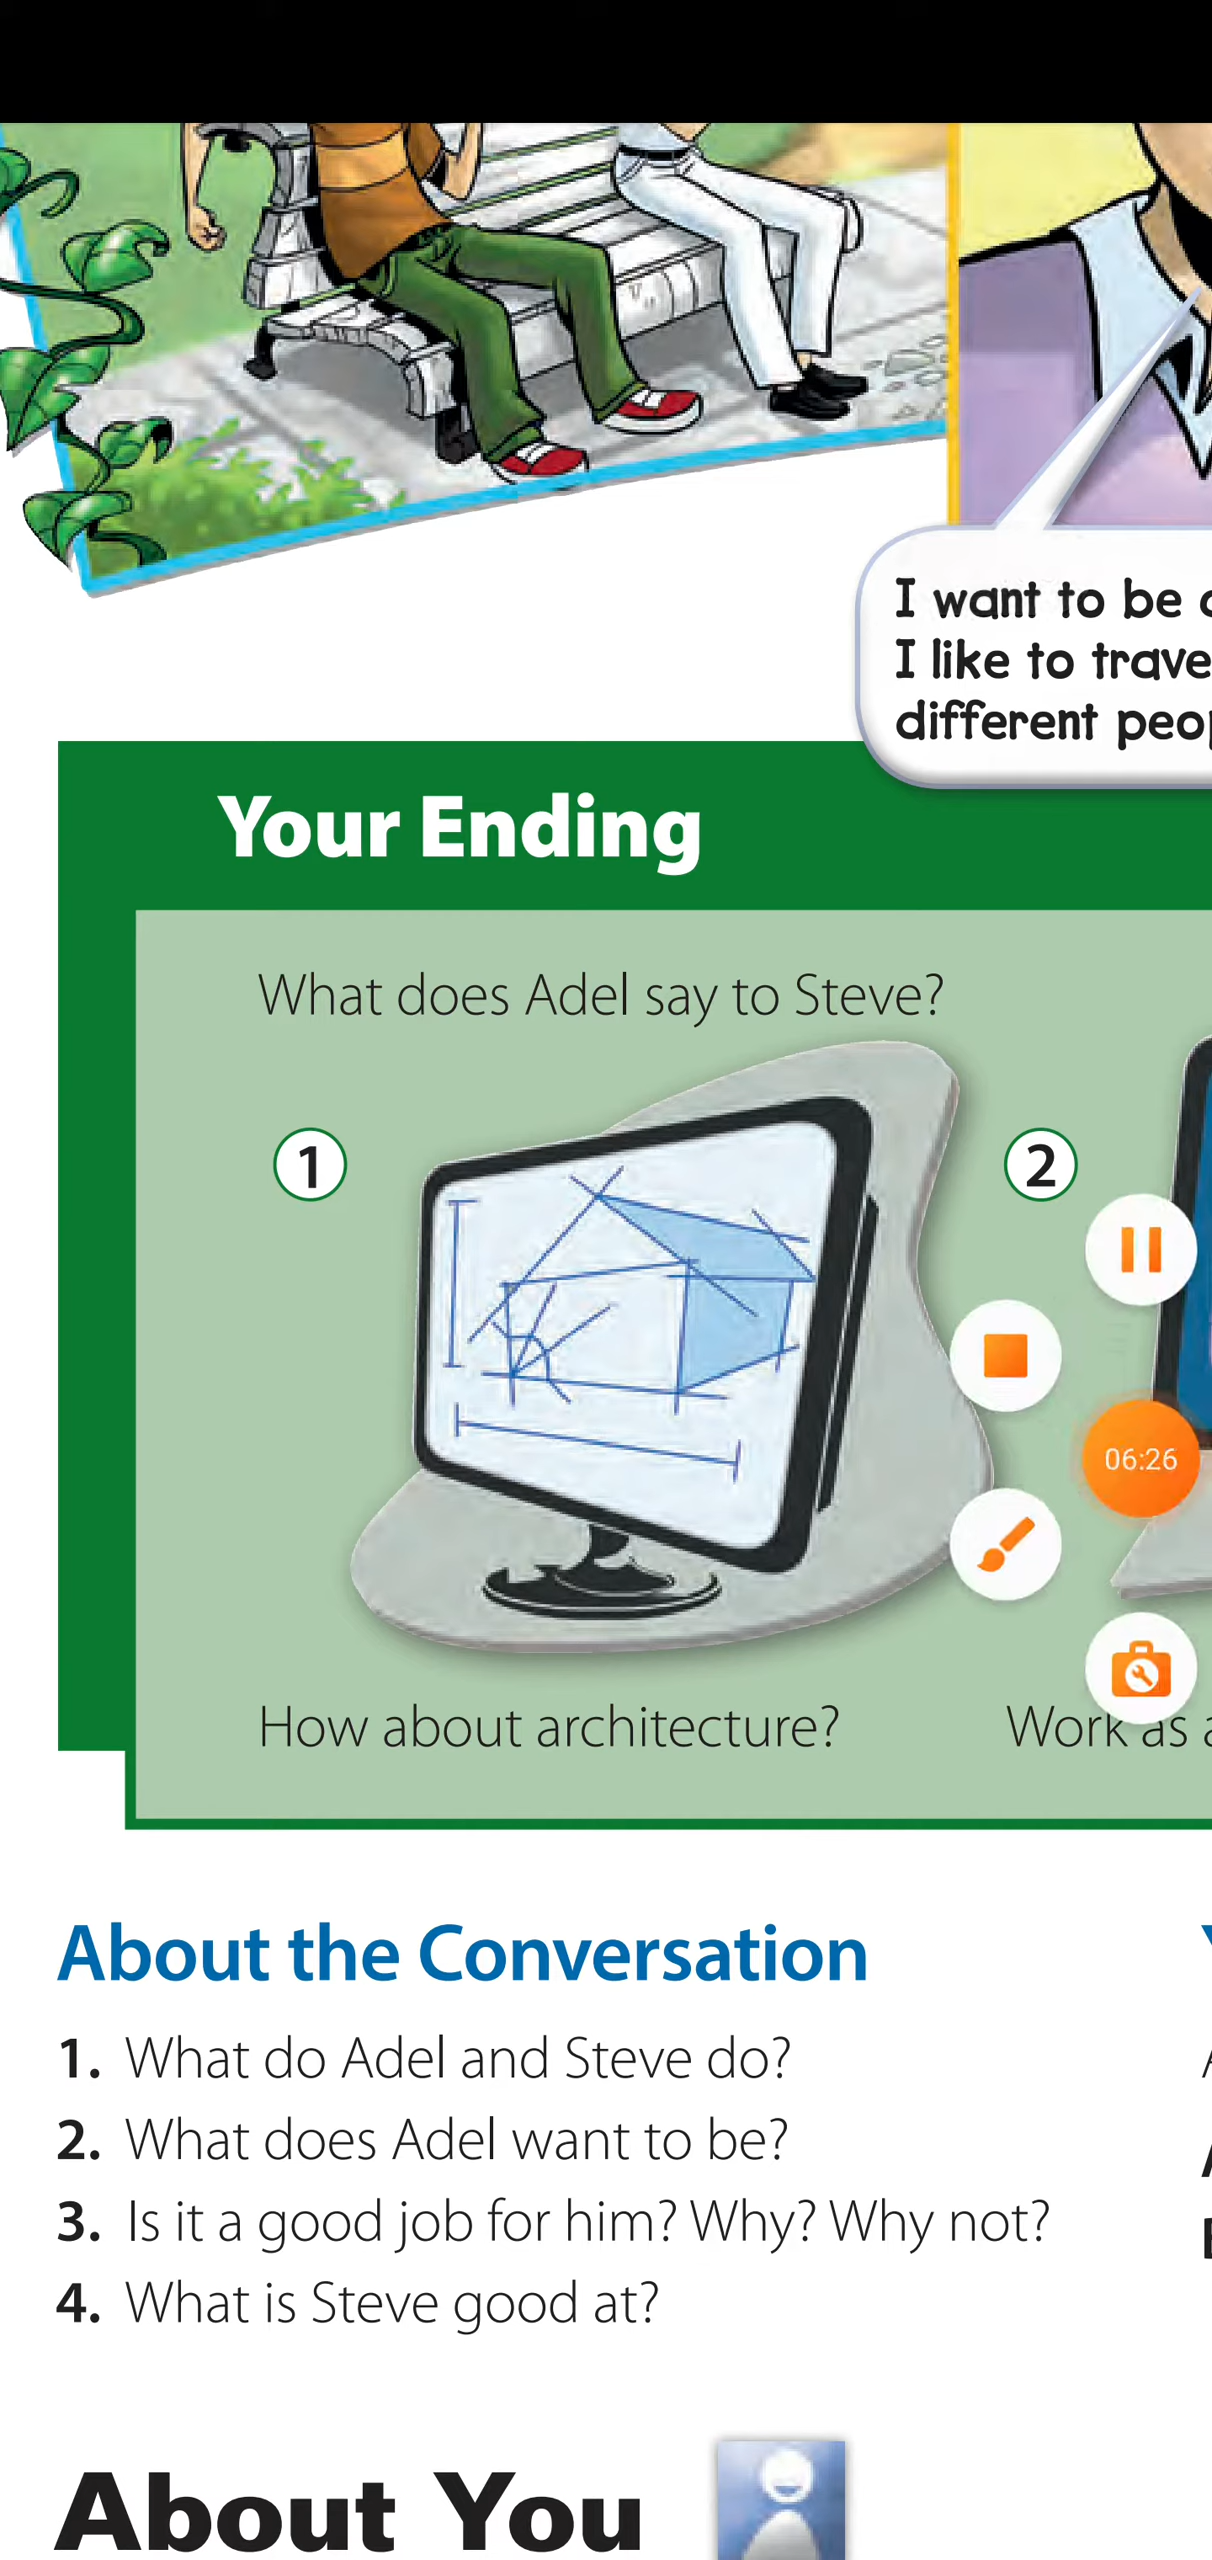 I want to be
I like to trave
different peop
Your Ending
What does Adel say to Steve?
1
2
06:26
How about architecture?
Work as a
About the Conversation
1. What do Adel and Steve do?
2. What does Adel want to be?
3. Is it a good job for him? Why? Why not?
4. What is Steve good at?
About You